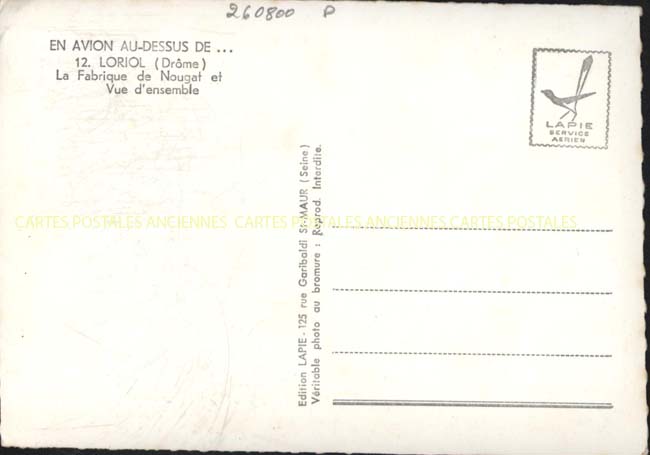 260800 P
EN AVION AU-DESSUS DE ...
12. LORIOL (Drôme)
La Fabrique de Nougat et
Vue d'ensemble
LAPIE
SERVICE
AERIEN
CARTES POSTALES ANCIENNES CARTES POSTALES ANCIENNES CARTES POSTALES
Edition LAPIE - 125 rue Garibaldi St-MAUR (Seine)
Véritable photo au bromure : Reprod. Interdite.